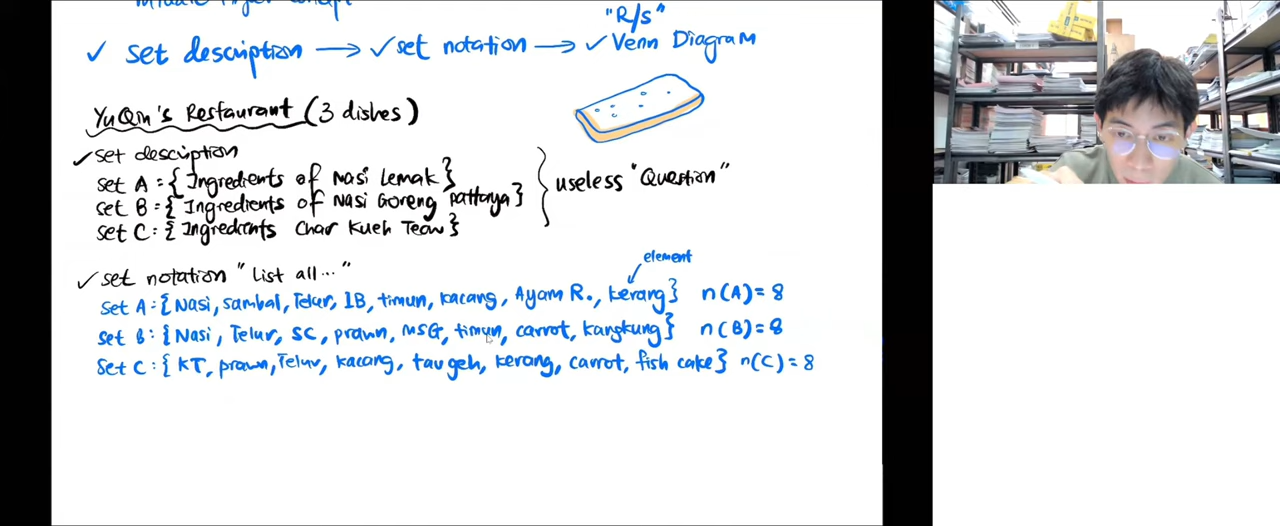 "R/s"
✓ set description → ✓ set notation → ✓ Venn Diagram
YuQin's Restaurant (3 dishes)
✓ set description
set A = { Ingredients of Nasi Lemak }
set B = { Ingredients of Nasi Goreng Pattaya }
set C : { Ingredients Char Kueh Teow }
useless "Question"
✓ set notation "List all..."
element
set A : { Nasi, sambal, Telur, IB, timun, kacang, Ayam R., kerang } n(A) = 8
set B : { Nasi, Telur, SC, prawn, MSG, timun, carrot, kangkung } n(B) = 8
set C : { KT, prawn, Telur, kacang, taugeh, kerang, carrot, fish cake } n(C) = 8